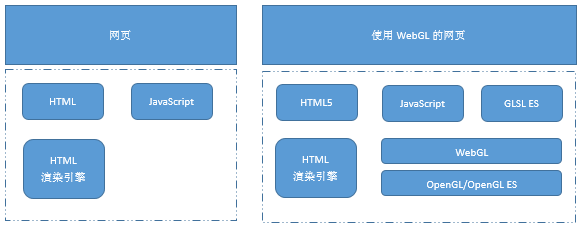 网页
HTML
JavaScript
HTML
渲染引擎
使用 WebGL 的网页
HTML5
JavaScript
GLSL ES
HTML
渲染引擎
WebGL
OpenGL/OpenGL ES